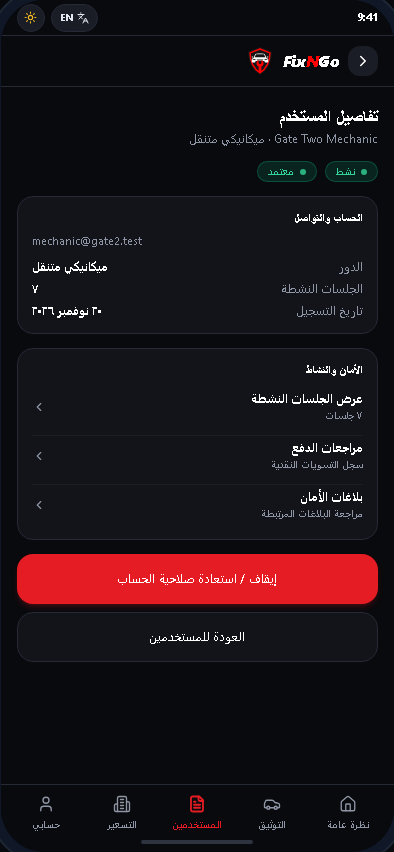 9:41
EN
FixNGo
تفاصيل المستخدم
Gate Two Mechanic · ميكانيكي متنقل
نشط
معتمد
الحساب والتواصل
mechanic@gate2.test
الدور ميكانيكي متنقل
الجلسات النشطة ٧
تاريخ التسجيل ٢٠ نوفمبر ٢٠٢٦
الأمان والنشاط
عرض الجلسات النشطة
٧ جلسات
مراجعات الدفع
سجل التسويات النقدية
بلاغات الأمان
مراجعة البلاغات المرتبطة
إيقاف / استعادة صلاحية الحساب
العودة للمستخدمين
نظرة عامة
التوثيق
المستخدمين
التسعير
حسابي